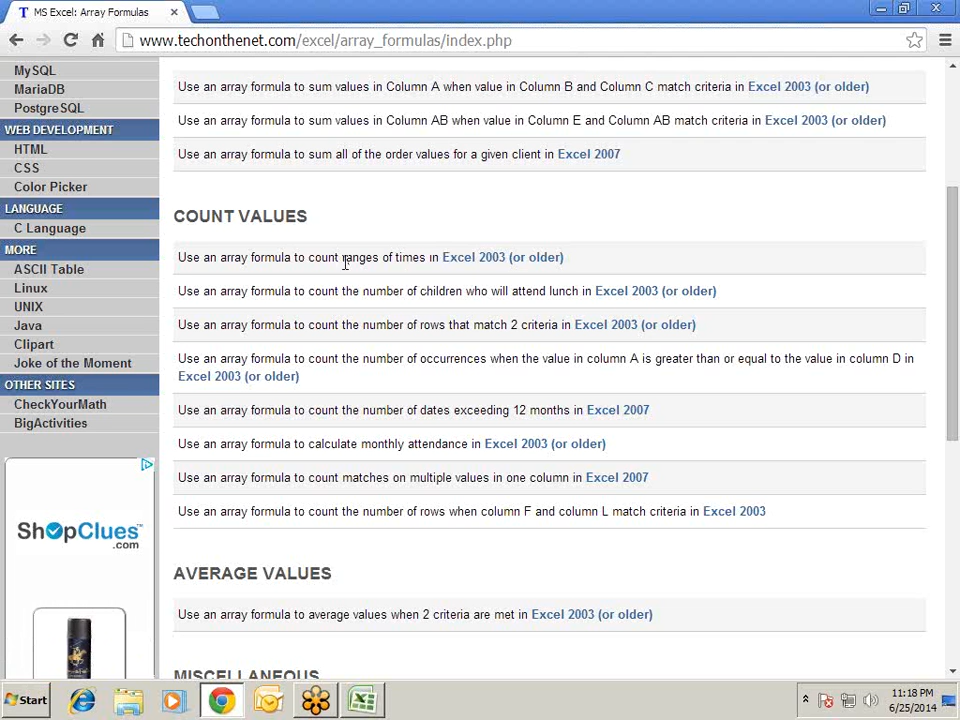 MS Excel: Array Formulas
www.techonthenet.com/excel/array_formulas/index.php
MySQL
MariaDB
PostgreSQL
WEB DEVELOPMENT
HTML
CSS
Color Picker
LANGUAGE
C Language
MORE
ASCII Table
Linux
UNIX
Java
Clipart
Joke of the Moment
OTHER SITES
CheckYourMath
BigActivities
ShopClues
.com
Use an array formula to sum values in Column A when value in Column B and Column C match criteria in Excel 2003 (or older)
Use an array formula to sum values in Column AB when value in Column E and Column AB match criteria in Excel 2003 (or older)
Use an array formula to sum all of the order values for a given client in Excel 2007
COUNT VALUES
Use an array formula to count ranges of times in Excel 2003 (or older)
Use an array formula to count the number of children who will attend lunch in Excel 2003 (or older)
Use an array formula to count the number of rows that match 2 criteria in Excel 2003 (or older)
Use an array formula to count the number of occurrences when the value in column A is greater than or equal to the value in column D in
Excel 2003 (or older)
Use an array formula to count the number of dates exceeding 12 months in Excel 2007
Use an array formula to calculate monthly attendance in Excel 2003 (or older)
Use an array formula to count matches on multiple values in one column in Excel 2007
Use an array formula to count the number of rows when column F and column L match criteria in Excel 2003
AVERAGE VALUES
Use an array formula to average values when 2 criteria are met in Excel 2003 (or older)
MISCELLANEOUS
Start
11:18 PM
6/25/2014